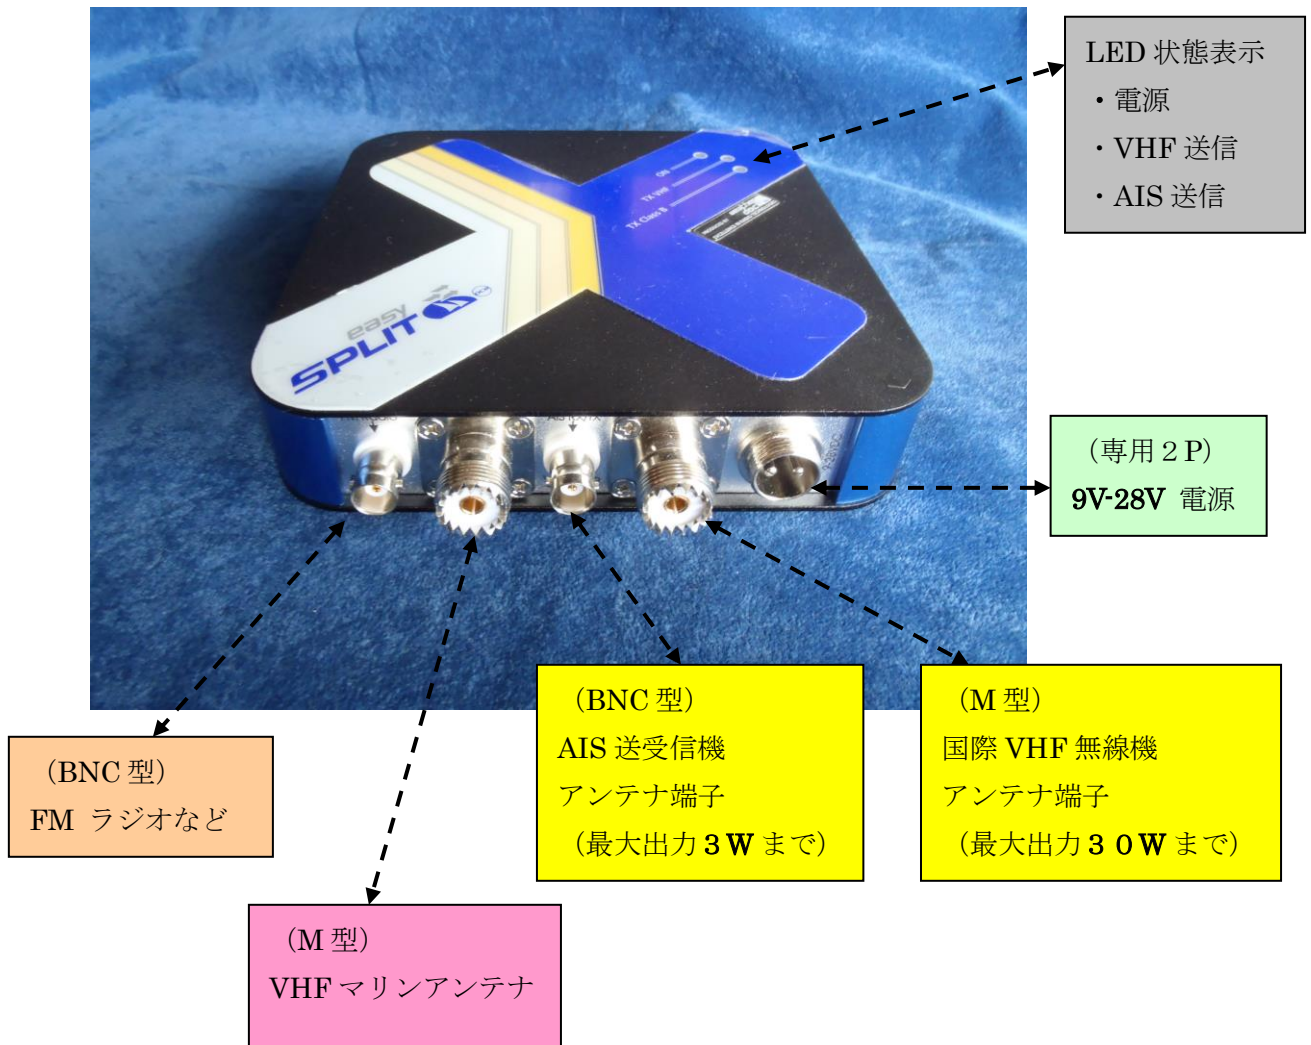 LED 状態表示
・電源
・VHF 送信
・AIS 送信
ON
TX VHF
TX Class B
easy
SPLIT
（専用２P）
9V-28V 電源
（BNC 型）
FM ラジオなど
（M 型）
VHF マリンアンテナ
（BNC 型）
AIS 送受信機
アンテナ端子
（最大出力３W まで）
（M 型）
国際 VHF 無線機
アンテナ端子
（最大出力３０W まで）